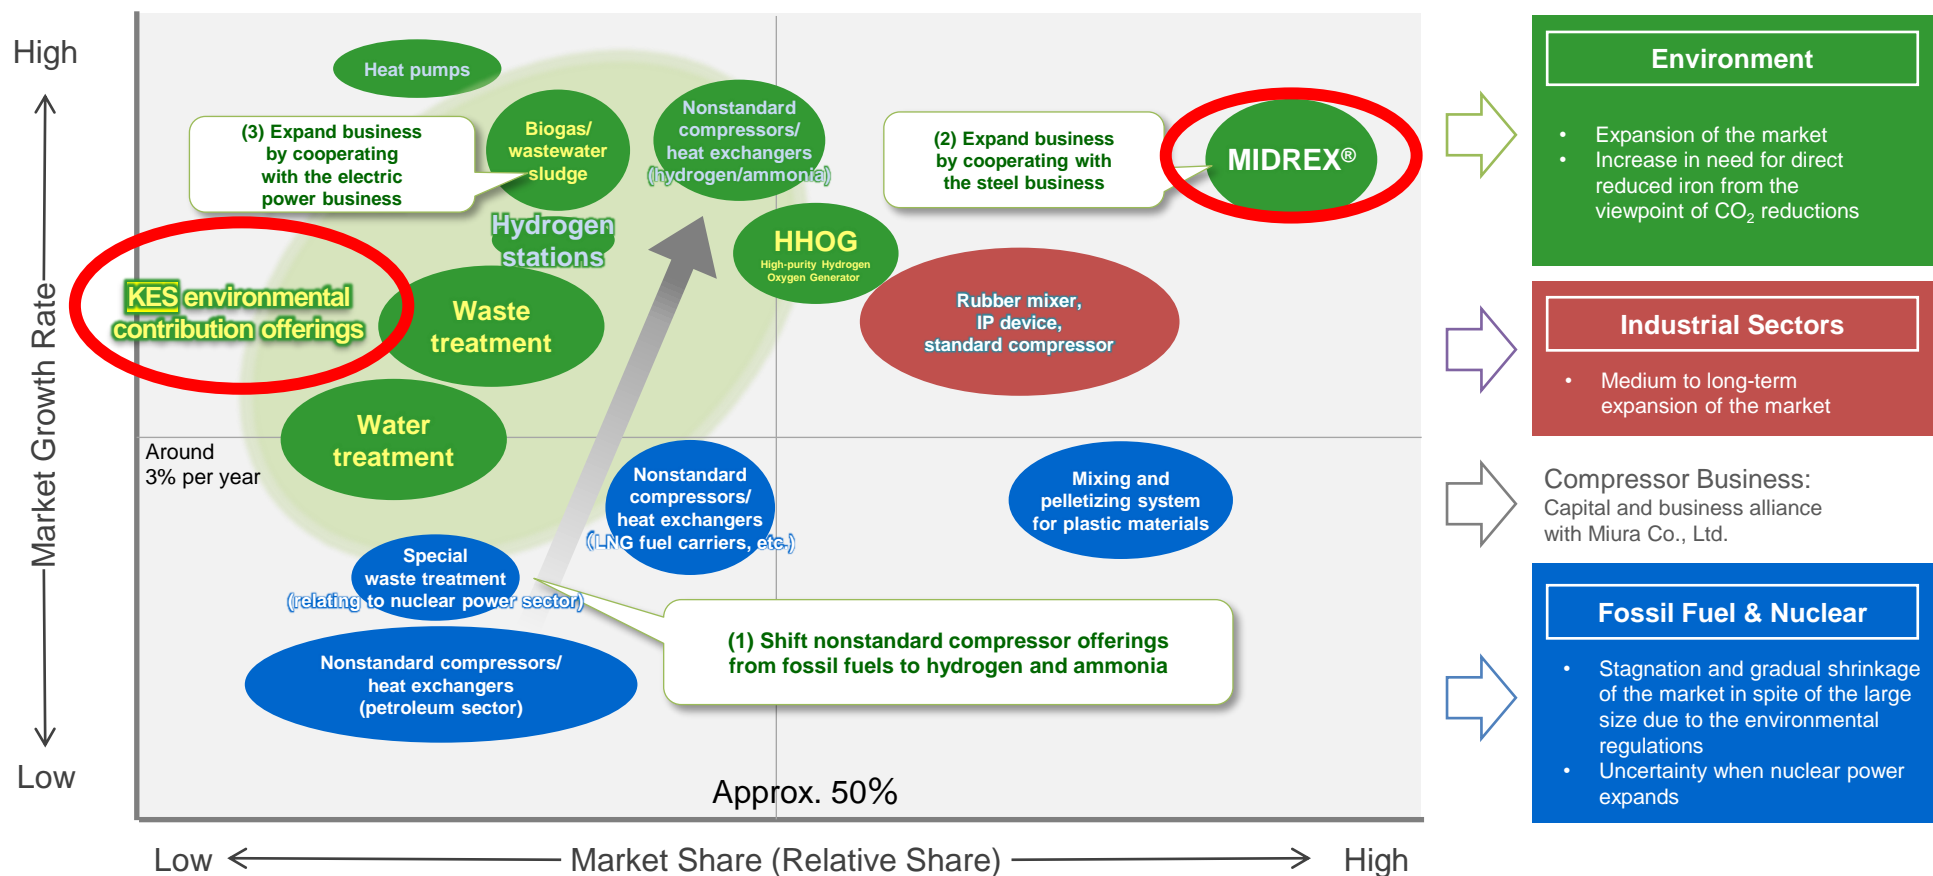 High
Market Growth Rate
Low
Heat pumps
(3) Expand business
by cooperating
with the electric
power business
Biogas/
wastewater
sludge
Nonstandard
compressors/
heat exchangers
(hydrogen/ammonia)
(2) Expand business
by cooperating with
the steel business
MIDREX®
Hydrogen
stations
HHOG
High-purity Hydrogen
Oxygen Generator
KES environmental
contribution offerings
Waste
treatment
Rubber mixer,
IP device,
standard compressor
Water
treatment
Around
3% per year
Nonstandard
compressors/
heat exchangers
(LNG fuel carriers, etc.)
Mixing and
pelletizing system
for plastic materials
Special
waste treatment
(relating to nuclear power sector)
(1) Shift nonstandard compressor offerings
from fossil fuels to hydrogen and ammonia
Nonstandard compressors/
heat exchangers
(petroleum sector)
Approx. 50%
Low
Market Share (Relative Share)
High
Environment
• Expansion of the market
• Increase in need for direct
reduced iron from the
viewpoint of CO₂ reductions
Industrial Sectors
• Medium to long-term
expansion of the market
Compressor Business:
Capital and business alliance
with Miura Co., Ltd.
Fossil Fuel & Nuclear
• Stagnation and gradual shrinkage
of the market in spite of the large
size due to the environmental
regulations
• Uncertainty when nuclear power
expands